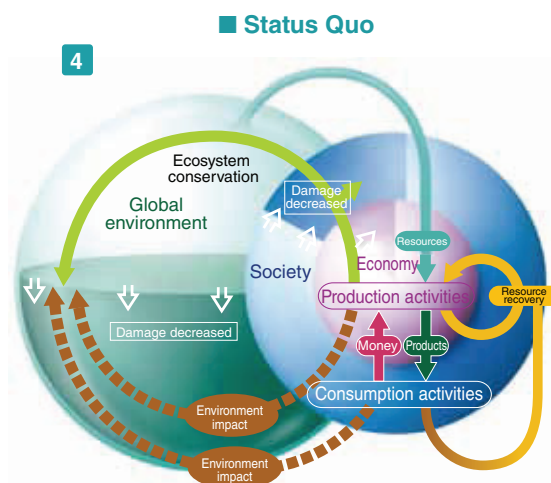 ■ Status Quo
4
Ecosystem
conservation
Global
environment
Damage
decreased
Resources
Society
Economy
Production activities
Resource
recovery
Damage decreased
Money
Products
Consumption activities
Environment
impact
Environment
impact